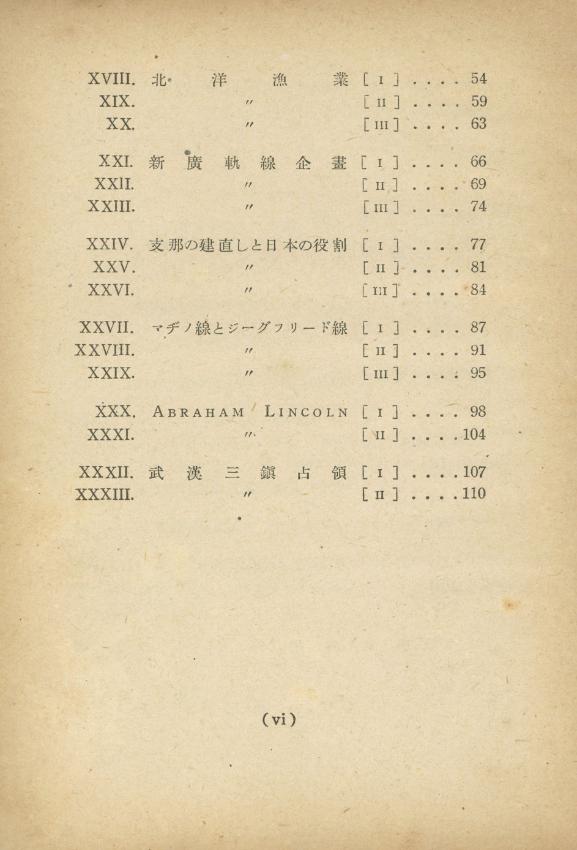 XVIII. 北洋漁業 [ I ] . . . . 54
XIX. 〃 [ II ] . . . . 59
XX. 〃 [ III ] . . . . 63
XXI. 新廣軌線企畫 [ I ] . . . . 66
XXII. 〃 [ II ] . . . . 69
XXIII. 〃 [ III ] . . . . 74
XXIV. 支那の建直しと日本の役割 [ I ] . . . . 77
XXV. 〃 [ II ] . . . . 81
XXVI. 〃 [ III ] . . . . 84
XXVII. マヂノ線とジーグフリード線 [ I ] . . . . 87
XXVIII. 〃 [ II ] . . . . 91
XXIX. 〃 [ III ] . . . . 95
XXX. ABRAHAM LINCOLN [ I ] . . . . 98
XXXI. 〃 [ II ] . . . . 104
XXXII. 武漢三鎭占領 [ I ] . . . . 107
XXXIII. 〃 [ II ] . . . . 110
(vi)